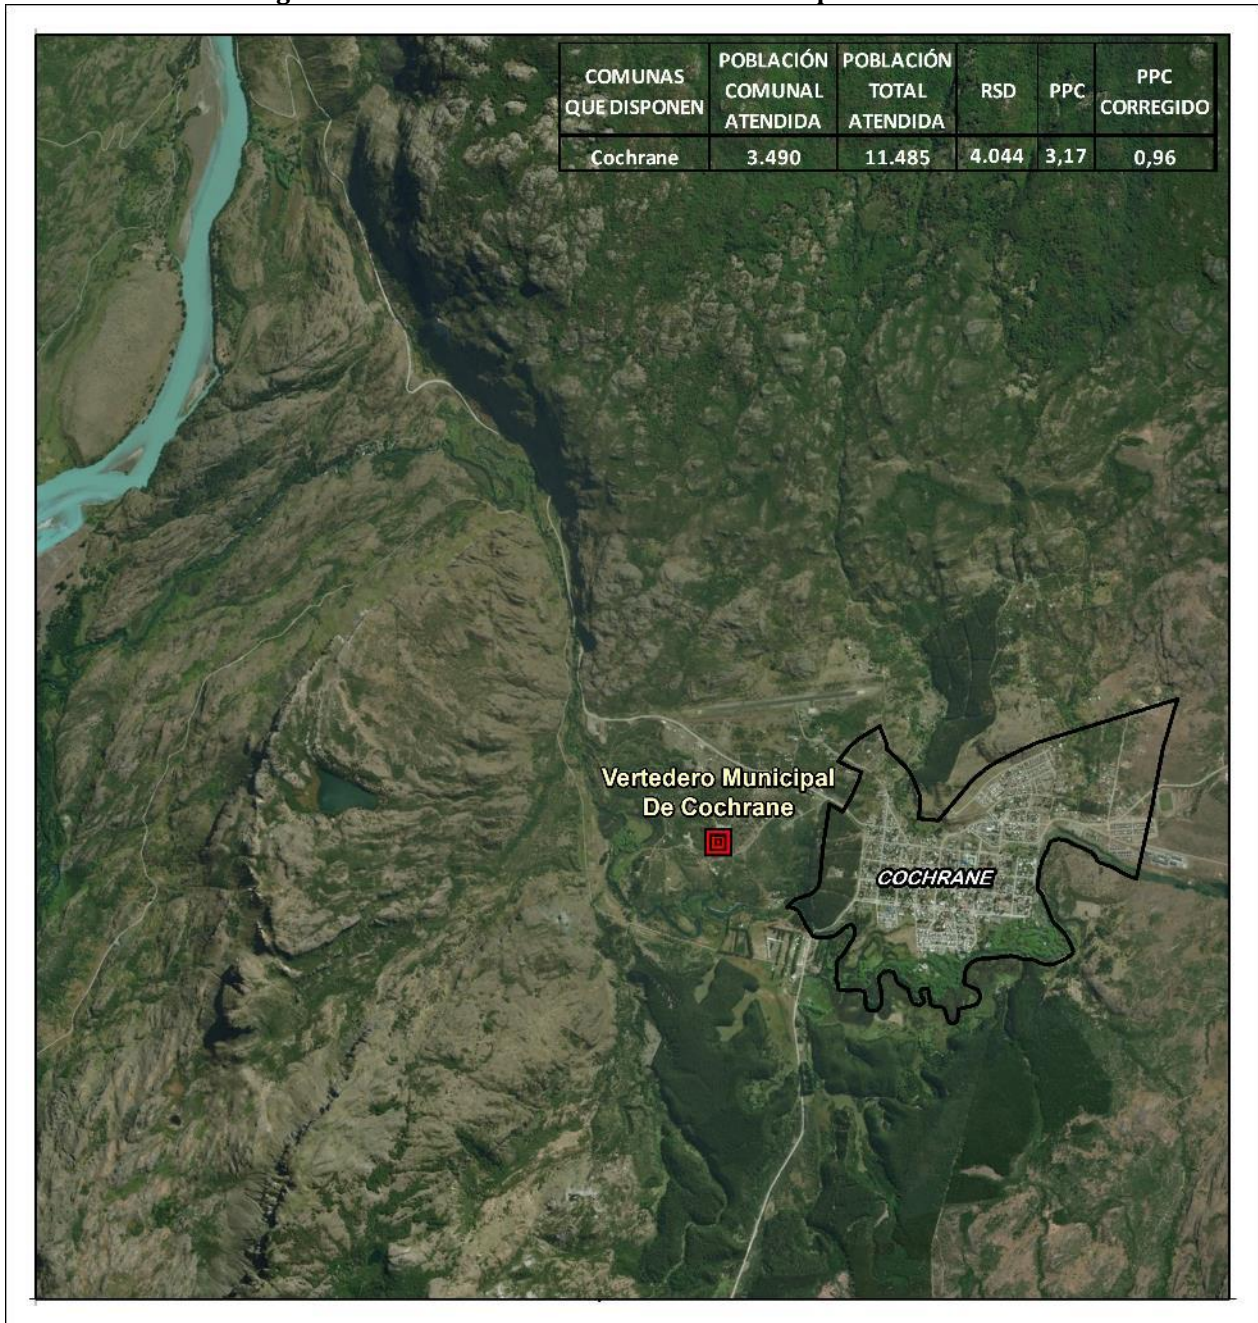 COMUNAS QUE DISPONEN POBLACIÓN COMUNAL ATENDIDA POBLACIÓN TOTAL ATENDIDA RSD PPC PPC CORREGIDO
Cochrane 3.490 11.485 4.044 3,17 0,96
Vertedero Municipal
De Cochrane
COCHRANE